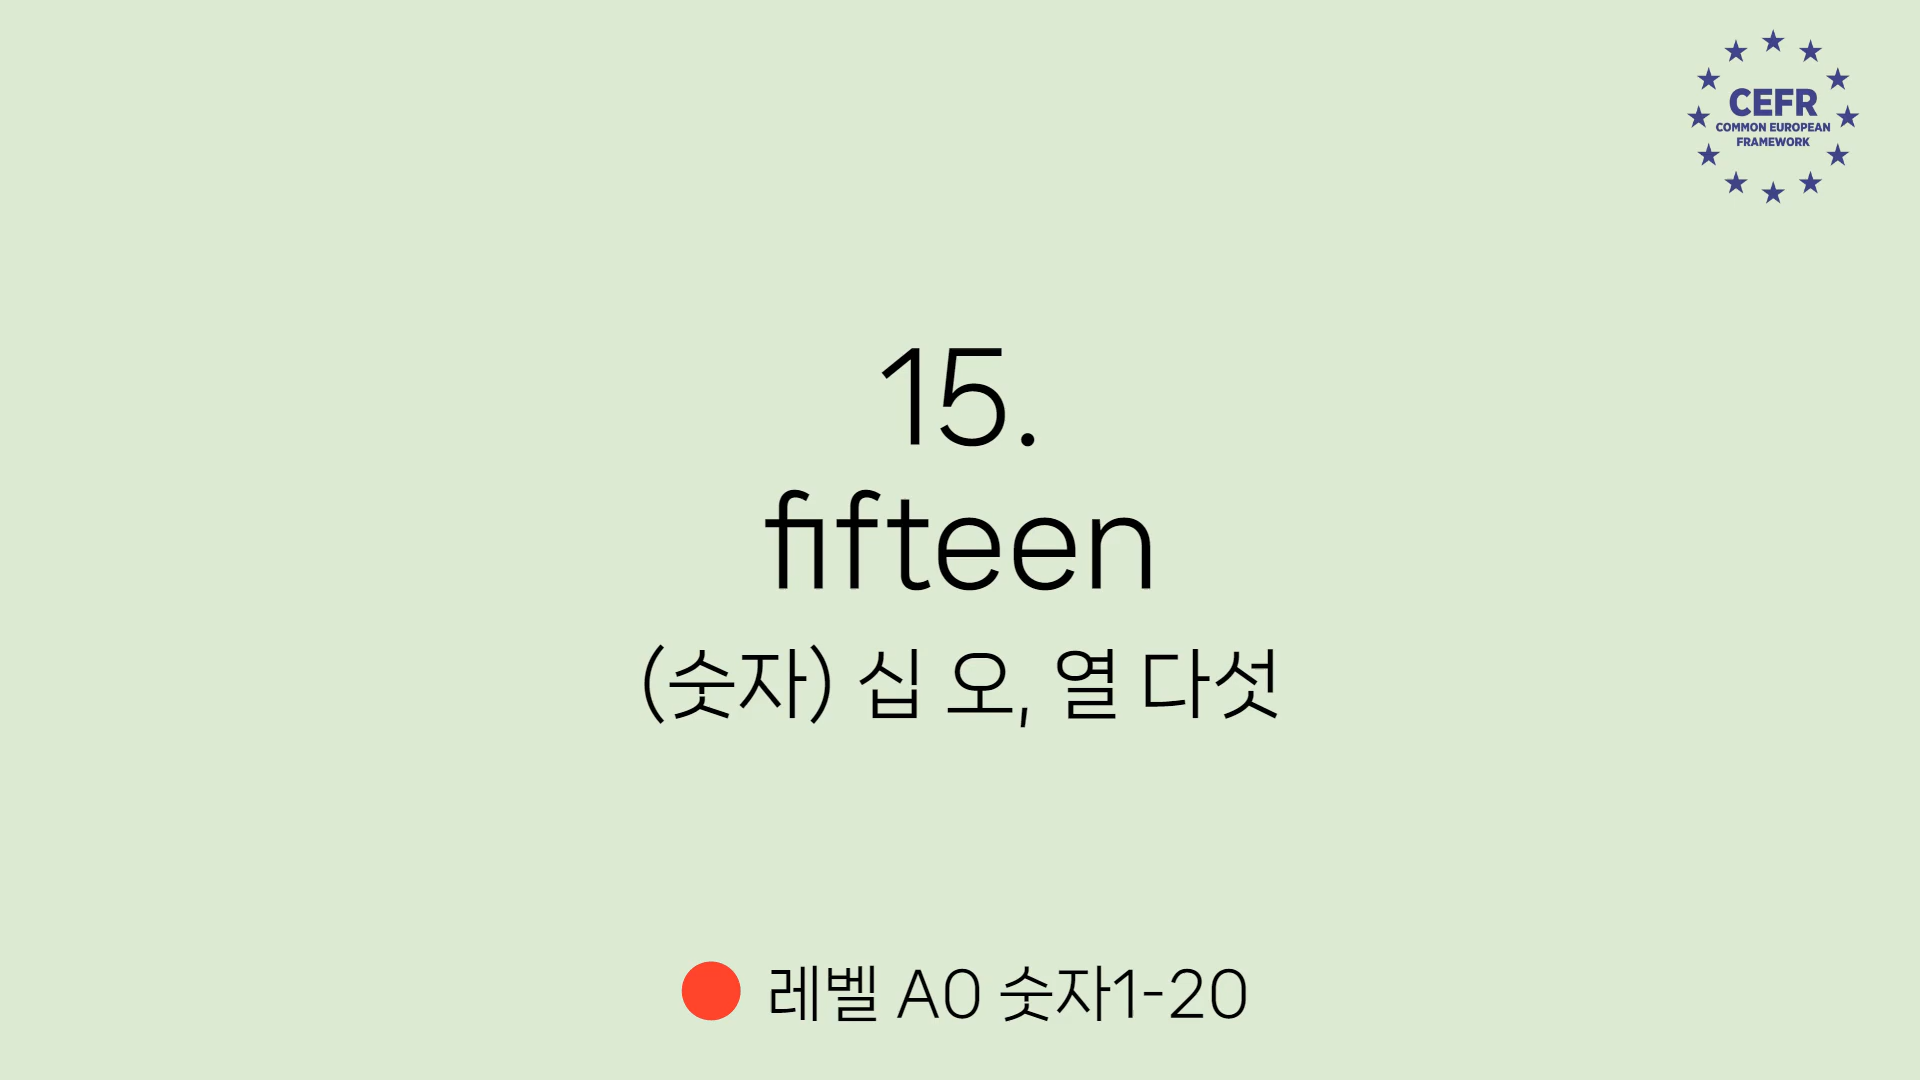 CEFR
COMMON EUROPEAN
FRAMEWORK
15.
fifteen
(숫자) 십 오, 열 다섯
레벨 A0 숫자1-20